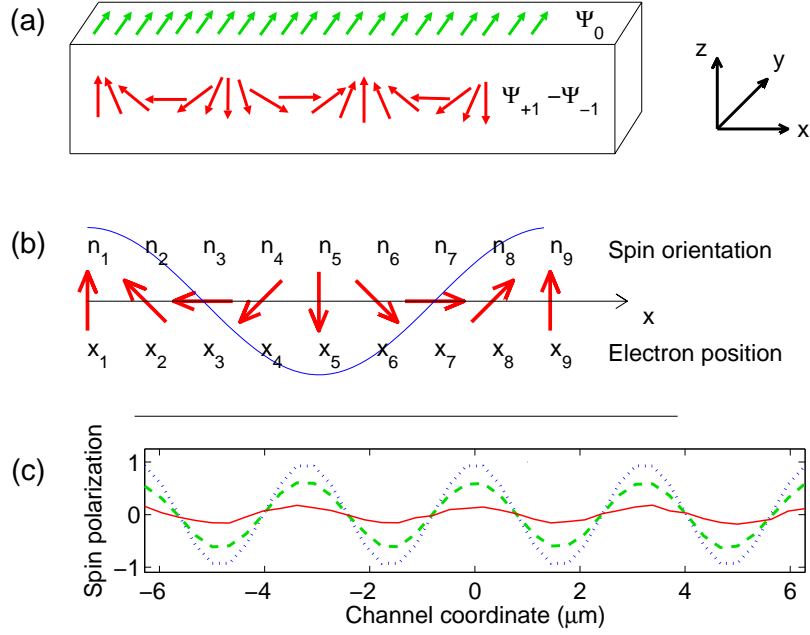 (a)
Ψ0
Ψ+1 −Ψ−1
z
y
x
(b)
n1 n2 n3 n4 n5 n6 n7 n8 n9 Spin orientation
x
x1 x2 x3 x4 x5 x6 x7 x8 x9 Electron position
(c)
Spin polarization
1
0
−1
−6 −4 −2 0 2 4 6
Channel coordinate (μm)